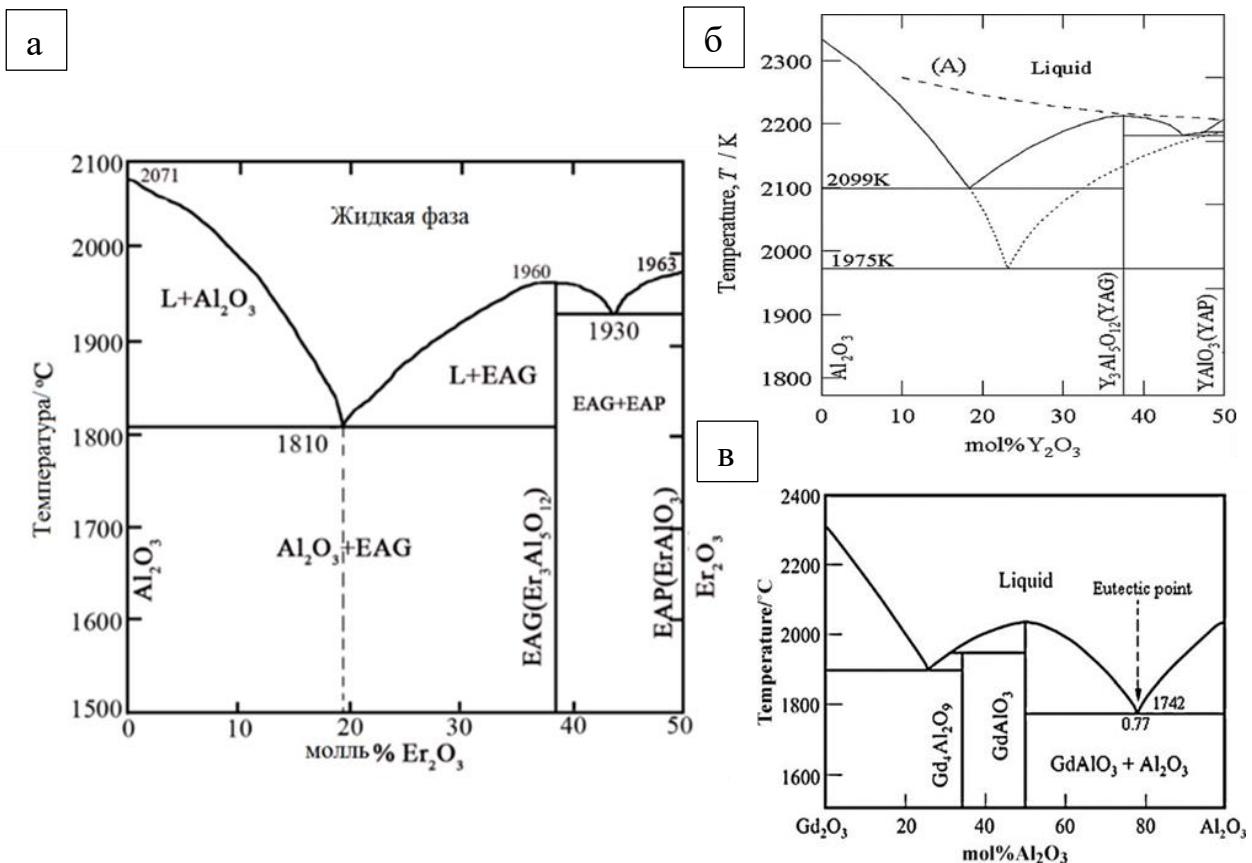 а
2100
2000
1900
1800
1700
1600
1500
Температура/ °C
2071
Жидкая фаза
1960
1963
L+Al₂O₃
1930
L+EAG
EAG+EAP
1810
Al₂O₃+EAG
Al₂O₃
EAG(Er₃Al₅O₁₂)
EAP(ErAlO₃)
Er₂O₃
0
10
20
30
40
50
молль % Er₂O₃
б
2300
2200
2100
2000
1900
1800
Temperature, T / K
(A)
Liquid
2099K
1975K
Al₂O₃
Y₃Al₅O₁₂(YAG)
YAlO₃(YAP)
0
10
20
30
40
50
mol% Y₂O₃
в
2400
2200
2000
1800
1600
Temperature/°C
Liquid
Eutectic point
1742
0.77
Gd₄Al₂O₉
GdAlO₃
GdAlO₃ + Al₂O₃
Gd₂O₃
20
40
60
80
Al₂O₃
mol%Al₂O₃